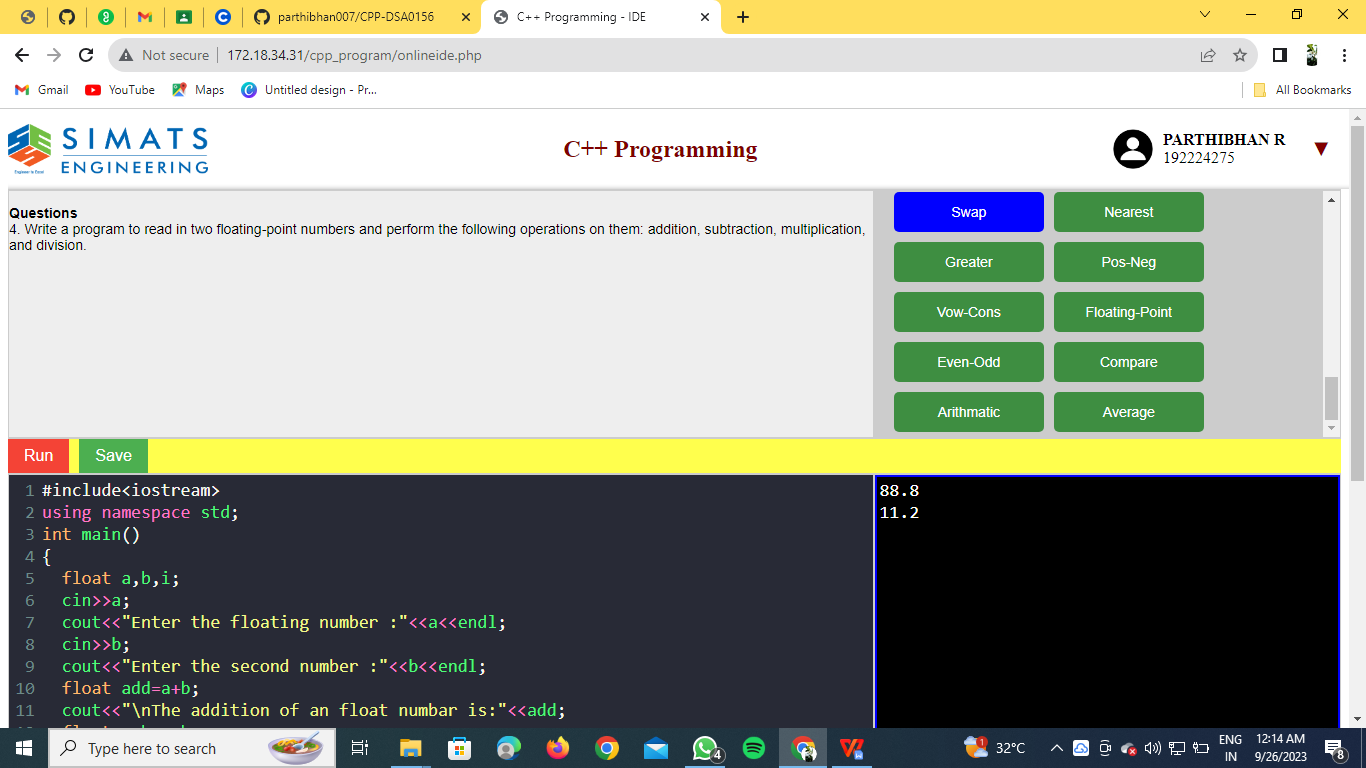 parthibhan007/CPP-DSA0156
C++ Programming - IDE
Not secure
172.18.34.31/cpp_program/onlineide.php
Gmail
YouTube
Maps
Untitled design - Pr...
All Bookmarks
SIMATS
ENGINEERING
C++ Programming
PARTHIBHAN R
192224275
Questions
4. Write a program to read in two floating-point numbers and perform the following operations on them: addition, subtraction, multiplication,
and division.
Swap
Nearest
Greater
Pos-Neg
Vow-Cons
Floating-Point
Even-Odd
Compare
Arithmatic
Average
Run
Save
1 #include<iostream>
2 using namespace std;
3 int main()
4 {
5 float a,b,i;
6 cin>>a;
7 cout<<"Enter the floating number :"<<a<<endl;
8 cin>>b;
9 cout<<"Enter the second number :"<<b<<endl;
10 float add=a+b;
11 cout<<"\nThe addition of an float numbar is:"<<add;
88.8
11.2
Type here to search
4
1
32°C
ENG
IN
12:14 AM
9/26/2023
8